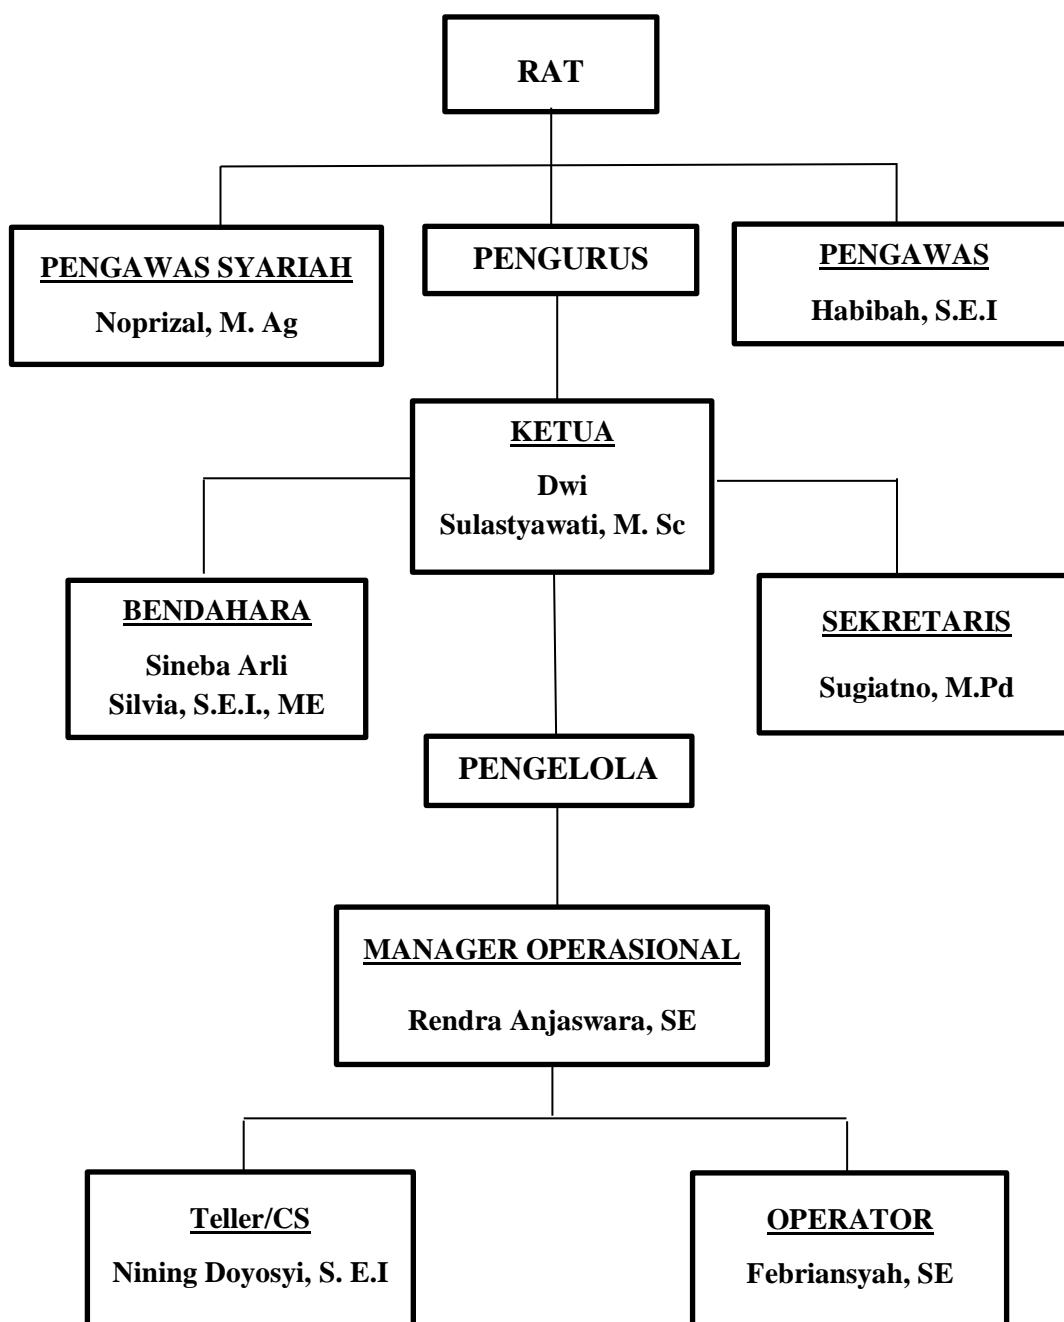 RAT
PENGAWAS SYARIAH
Noprizal, M. Ag
PENGURUS
PENGAWAS
Habibah, S.E.I
KETUA
Dwi
Sulastyawati, M. Sc
BENDAHARA
Sineba Arli
Silvia, S.E.I., ME
SEKRETARIS
Sugiatno, M.Pd
PENGELOLA
MANAGER OPERASIONAL
Rendra Anjaswara, SE
Teller/CS
Nining Doyosyi, S. E.I
OPERATOR
Febriansyah, SE